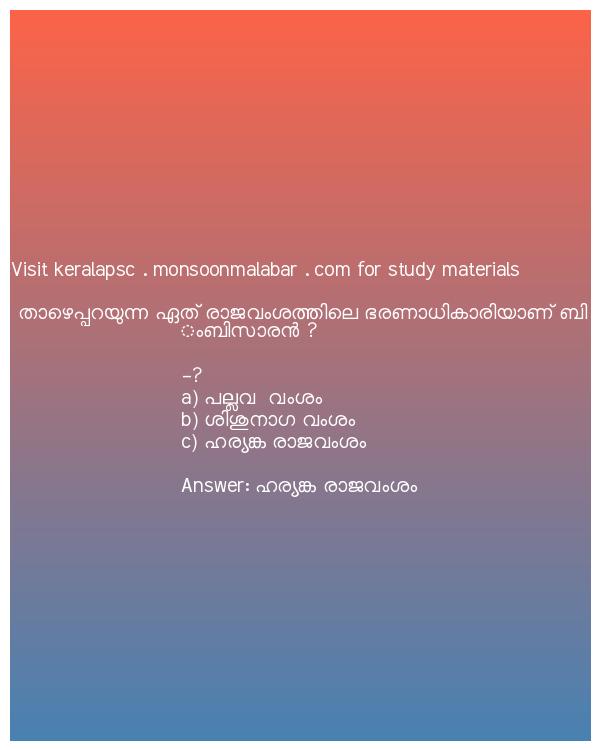 Visit keralapsc . monsoonmalabar . com for study materials
താഴെപ്പറയുന്ന ഏത് രാജവംശത്തിലെ ഭരണാധികാരിയാണ് ബി
ംബിസാരൻ ?
-?
a) പല്ലവ  വംശം
b) ശിശുനാഗ വംശം
c) ഹര്യങ്ക രാജവംശം
Answer: ഹര്യങ്ക രാജവംശം